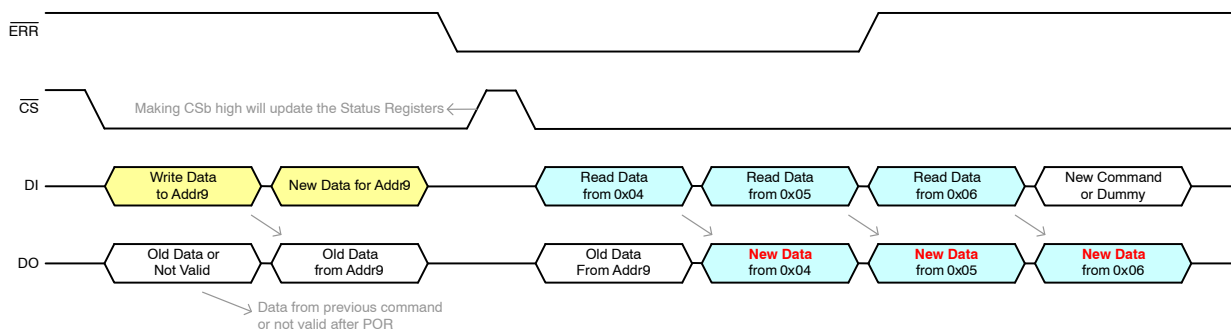 ERR
CS
Making CSb high will update the Status Registers
DI
Write Data
to Addr9
New Data for Addr9
Read Data
from 0x04
Read Data
from 0x05
Read Data
from 0x06
New Command
or Dummy
DO
Old Data or
Not Valid
Old Data
from Addr9
Old Data
From Addr9
New Data
from 0x04
New Data
from 0x05
New Data
from 0x06
Data from previous command
or not valid after POR